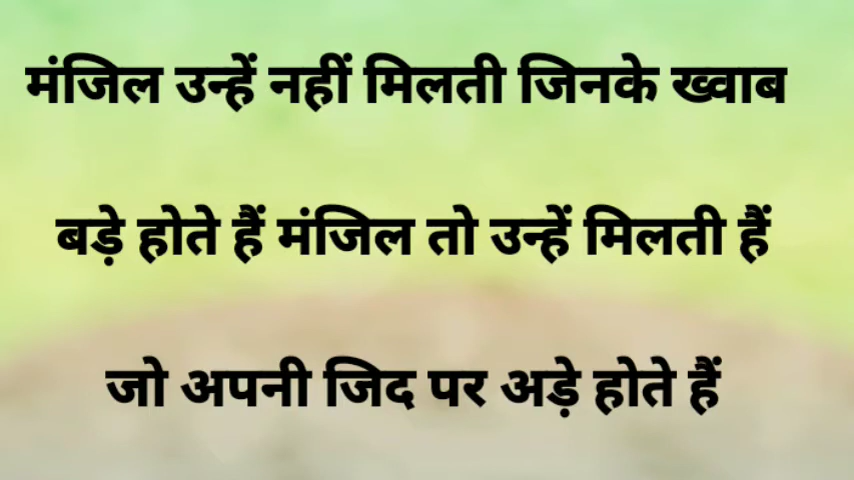 मंजिल उन्हें नहीं मिलती जिनके ख्वाब
बड़े होते हैं मंजिल तो उन्हें मिलती हैं
जो अपनी जिद पर अड़े होते हैं